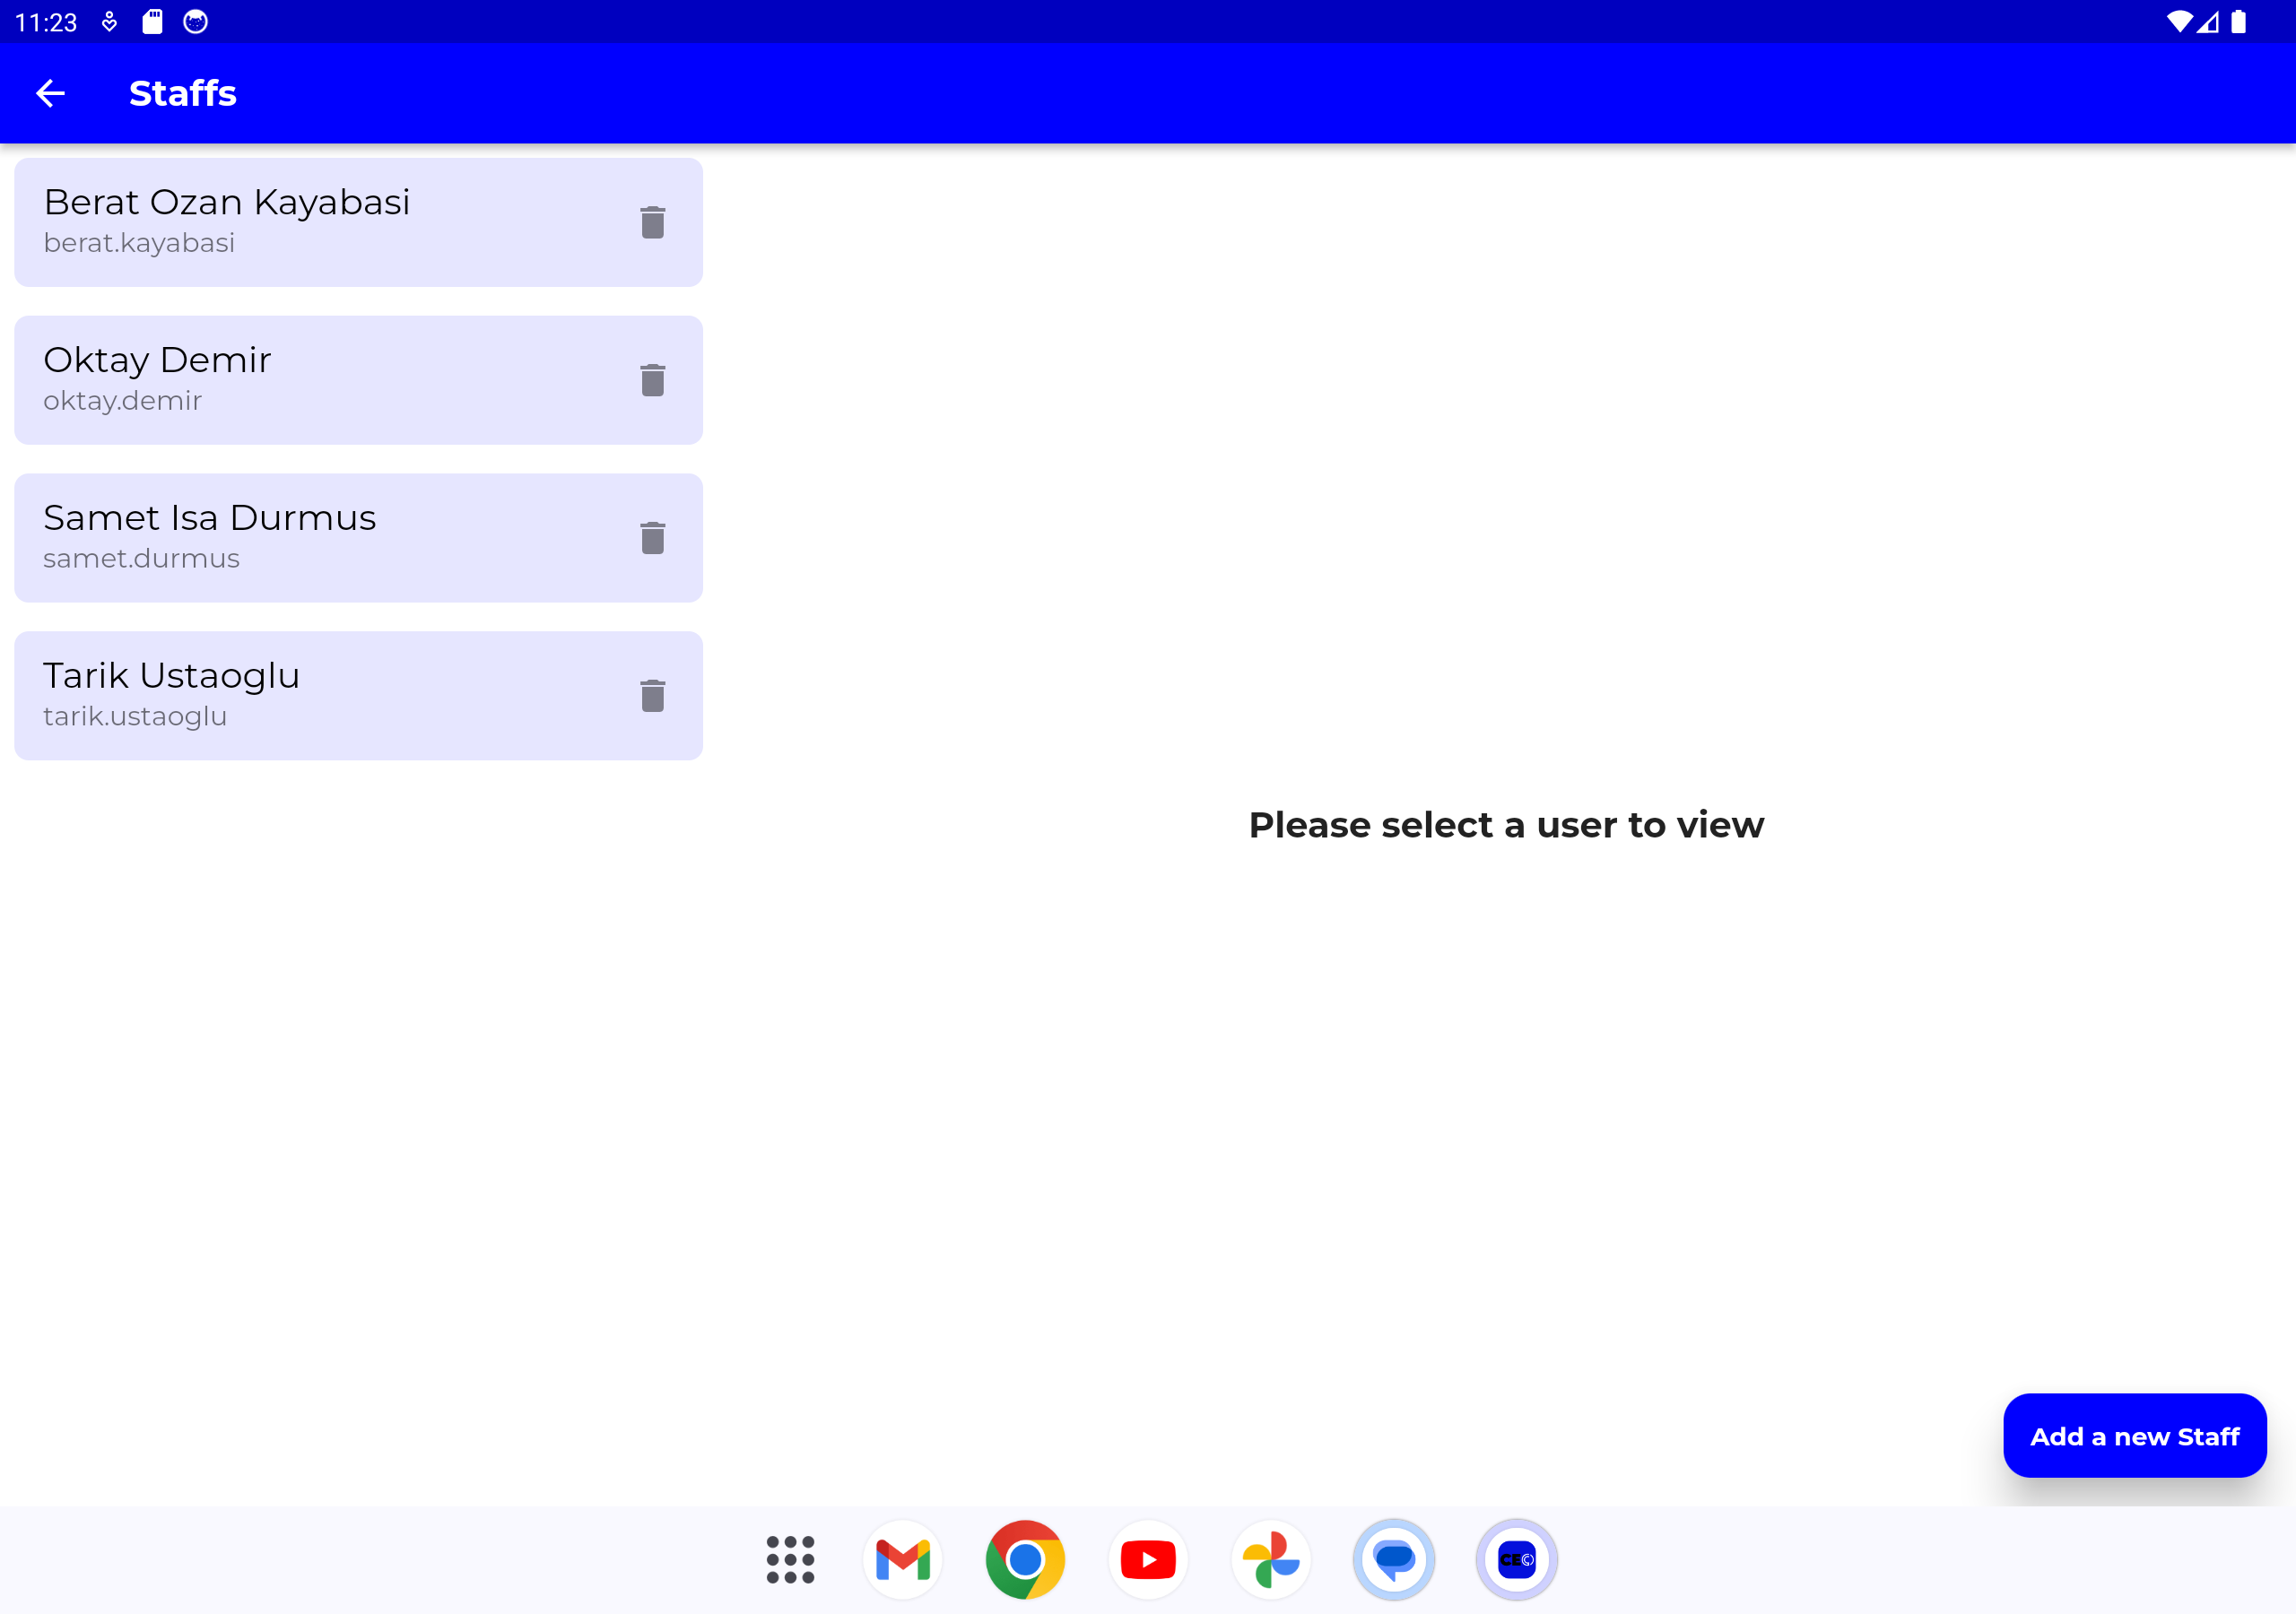 11:23
Staffs
Berat Ozan Kayabasi
berat.kayabasi
Oktay Demir
oktay.demir
Samet Isa Durmus
samet.durmus
Tarik Ustaoglu
tarik.ustaoglu
Please select a user to view
Add a new Staff